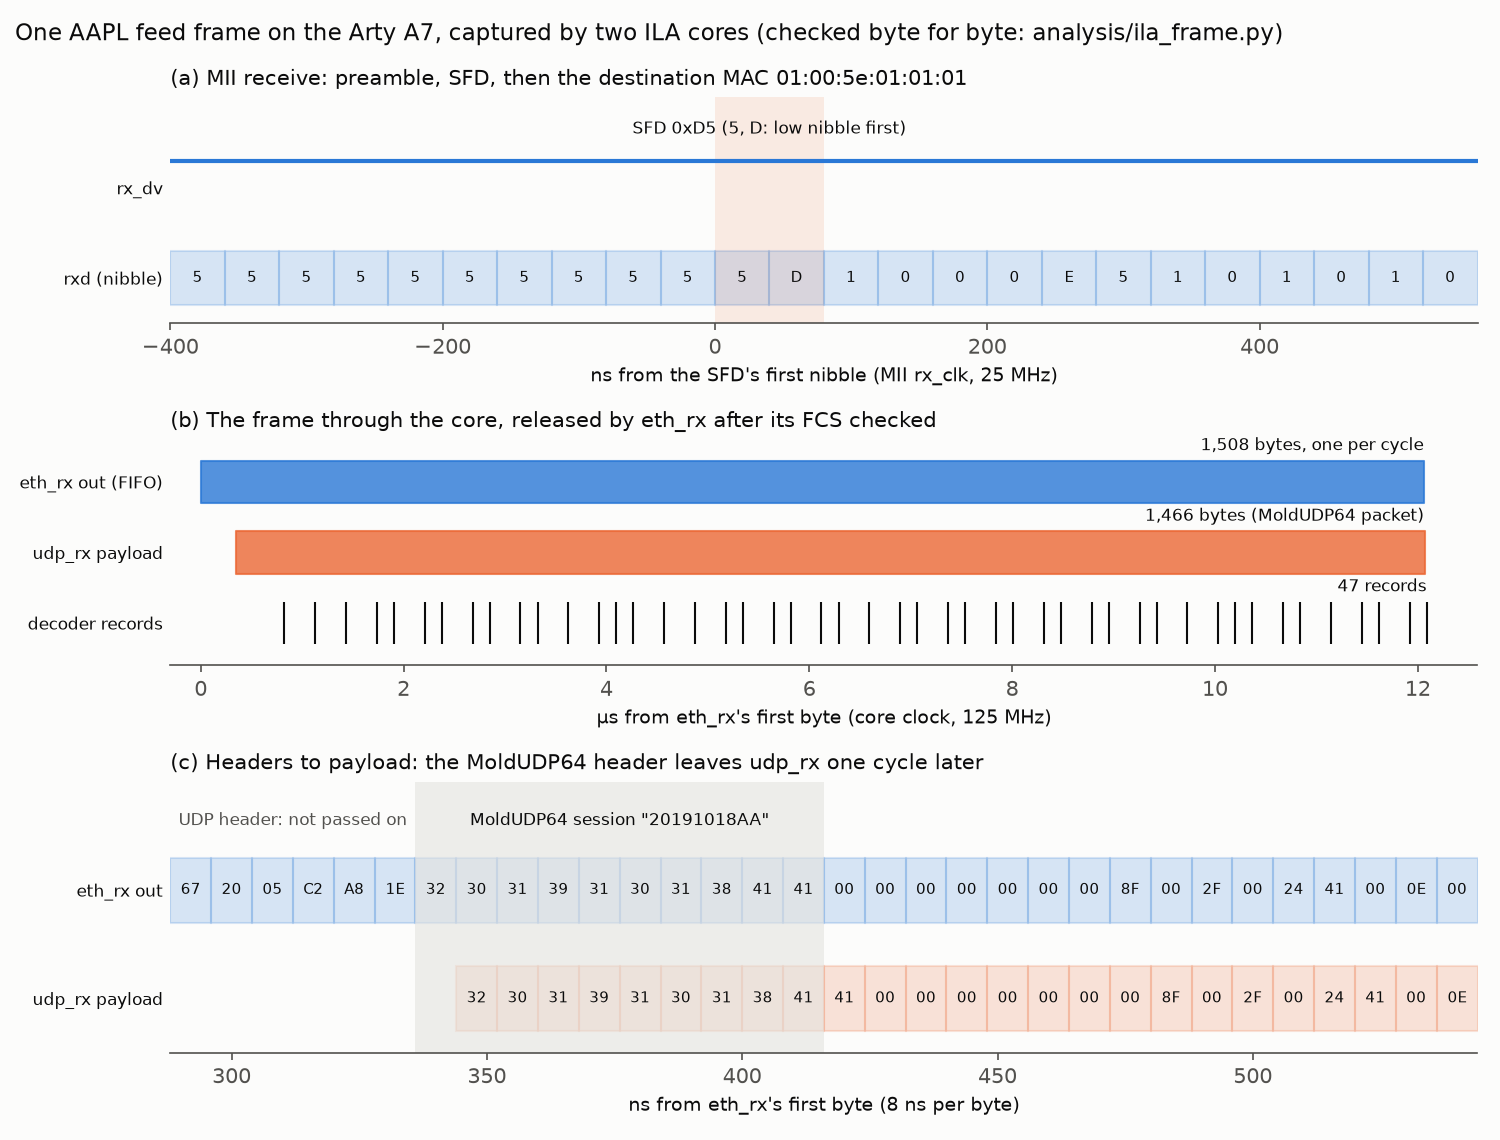 One AAPL feed frame on the Arty A7, captured by two ILA cores (checked byte for byte: analysis/ila_frame.py)
(a) MII receive: preamble, SFD, then the destination MAC 01:00:5e:01:01:01
SFD 0xD5 (5, D: low nibble first)
rx_dv
rxd (nibble) 5 5 5 5 5 5 5 5 5 5 5 D 1 0 0 0 E 5 1 0 1 0 1 0
−400 −200 0 200 400
ns from the SFD's first nibble (MII rx_clk, 25 MHz)
(b) The frame through the core, released by eth_rx after its FCS checked
1,508 bytes, one per cycle
eth_rx out (FIFO)
1,466 bytes (MoldUDP64 packet)
udp_rx payload
47 records
decoder records
0 2 4 6 8 10 12
µs from eth_rx's first byte (core clock, 125 MHz)
(c) Headers to payload: the MoldUDP64 header leaves udp_rx one cycle later
UDP header: not passed on MoldUDP64 session "20191018AA"
eth_rx out 67 20 05 C2 A8 1E 32 30 31 39 31 30 31 38 41 41 00 00 00 00 00 00 00 8F 00 2F 00 24 41 00 0E 00
udp_rx payload 32 30 31 39 31 30 31 38 41 41 00 00 00 00 00 00 00 8F 00 2F 00 24 41 00 0E
300 350 400 450 500
ns from eth_rx's first byte (8 ns per byte)